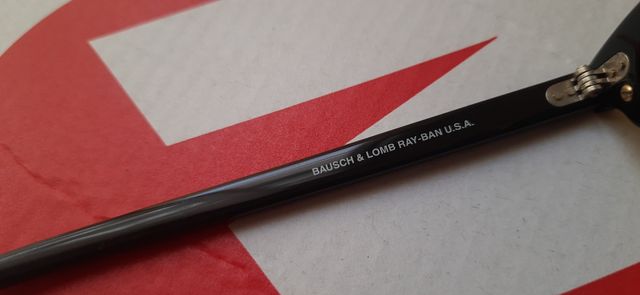 BAUSCH & LOMB RAY-BAN U.S.A.